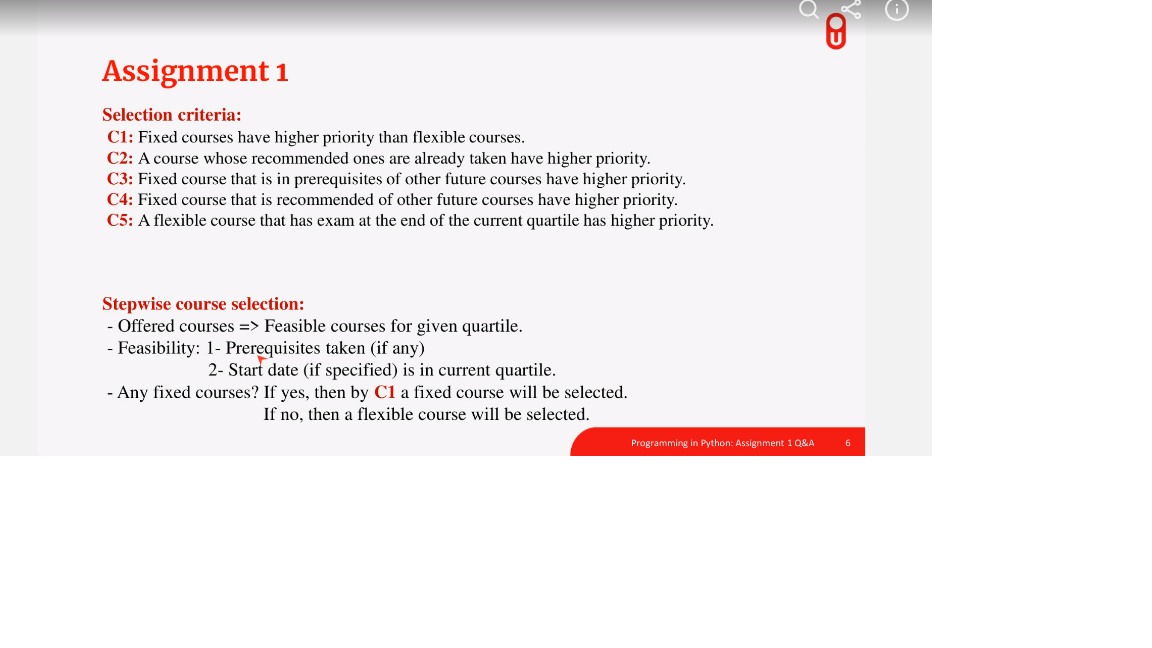 Assignment 1
Selection criteria:
C1: Fixed courses have higher priority than flexible courses.
C2: A course whose recommended ones are already taken have higher priority.
C3: Fixed course that is in prerequisites of other future courses have higher priority.
C4: Fixed course that is recommended of other future courses have higher priority.
C5: A flexible course that has exam at the end of the current quartile has higher priority.
Stepwise course selection:
- Offered courses => Feasible courses for given quartile.
- Feasibility: 1- Prerequisites taken (if any)
2- Start date (if specified) is in current quartile.
- Any fixed courses? If yes, then by C1 a fixed course will be selected.
If no, then a flexible course will be selected.
Programming in Python: Assignment 1 Q&A 6